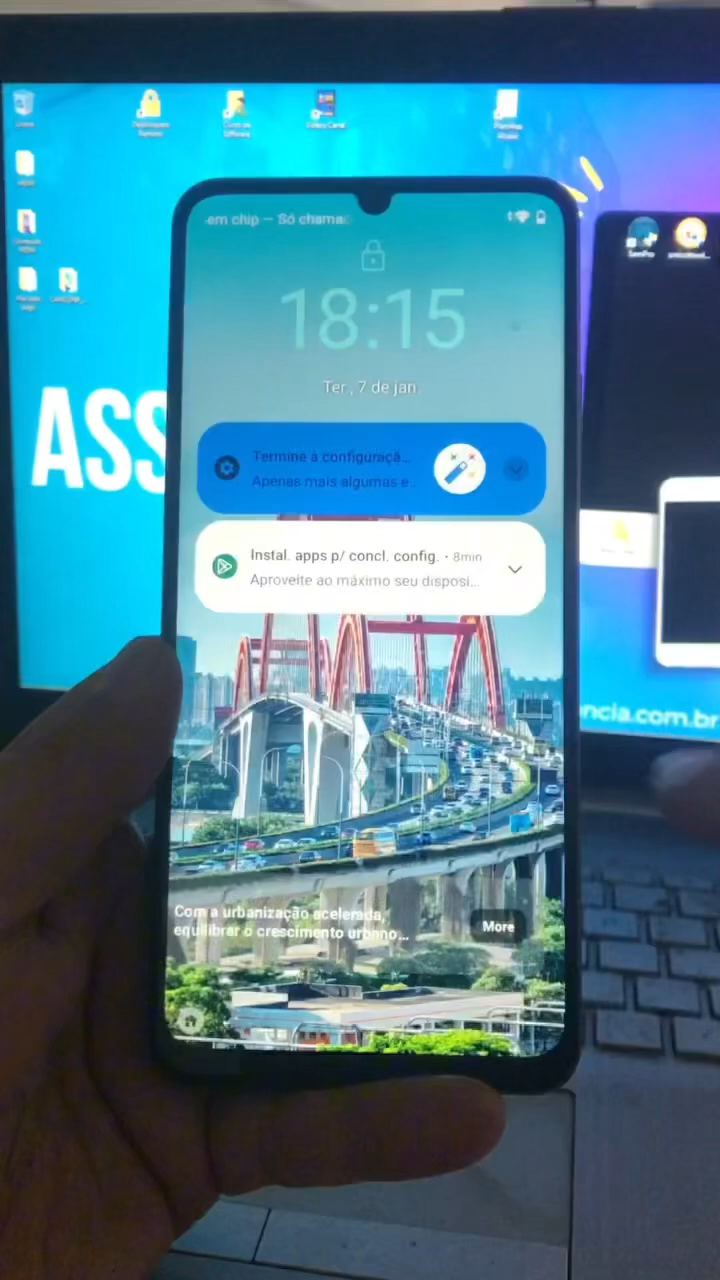 ASS
-em chip — Só chama
18:15
Ter., 7 de jan.
Termine a configuraçã...
Apenas mais algumas e..
Instal. apps p/ concl. config. · 8min
Aproveite ao máximo seu disposi...
ncia.com.br
Com a urbanização acelerada,
equilibrar o crescimento urbano...
More